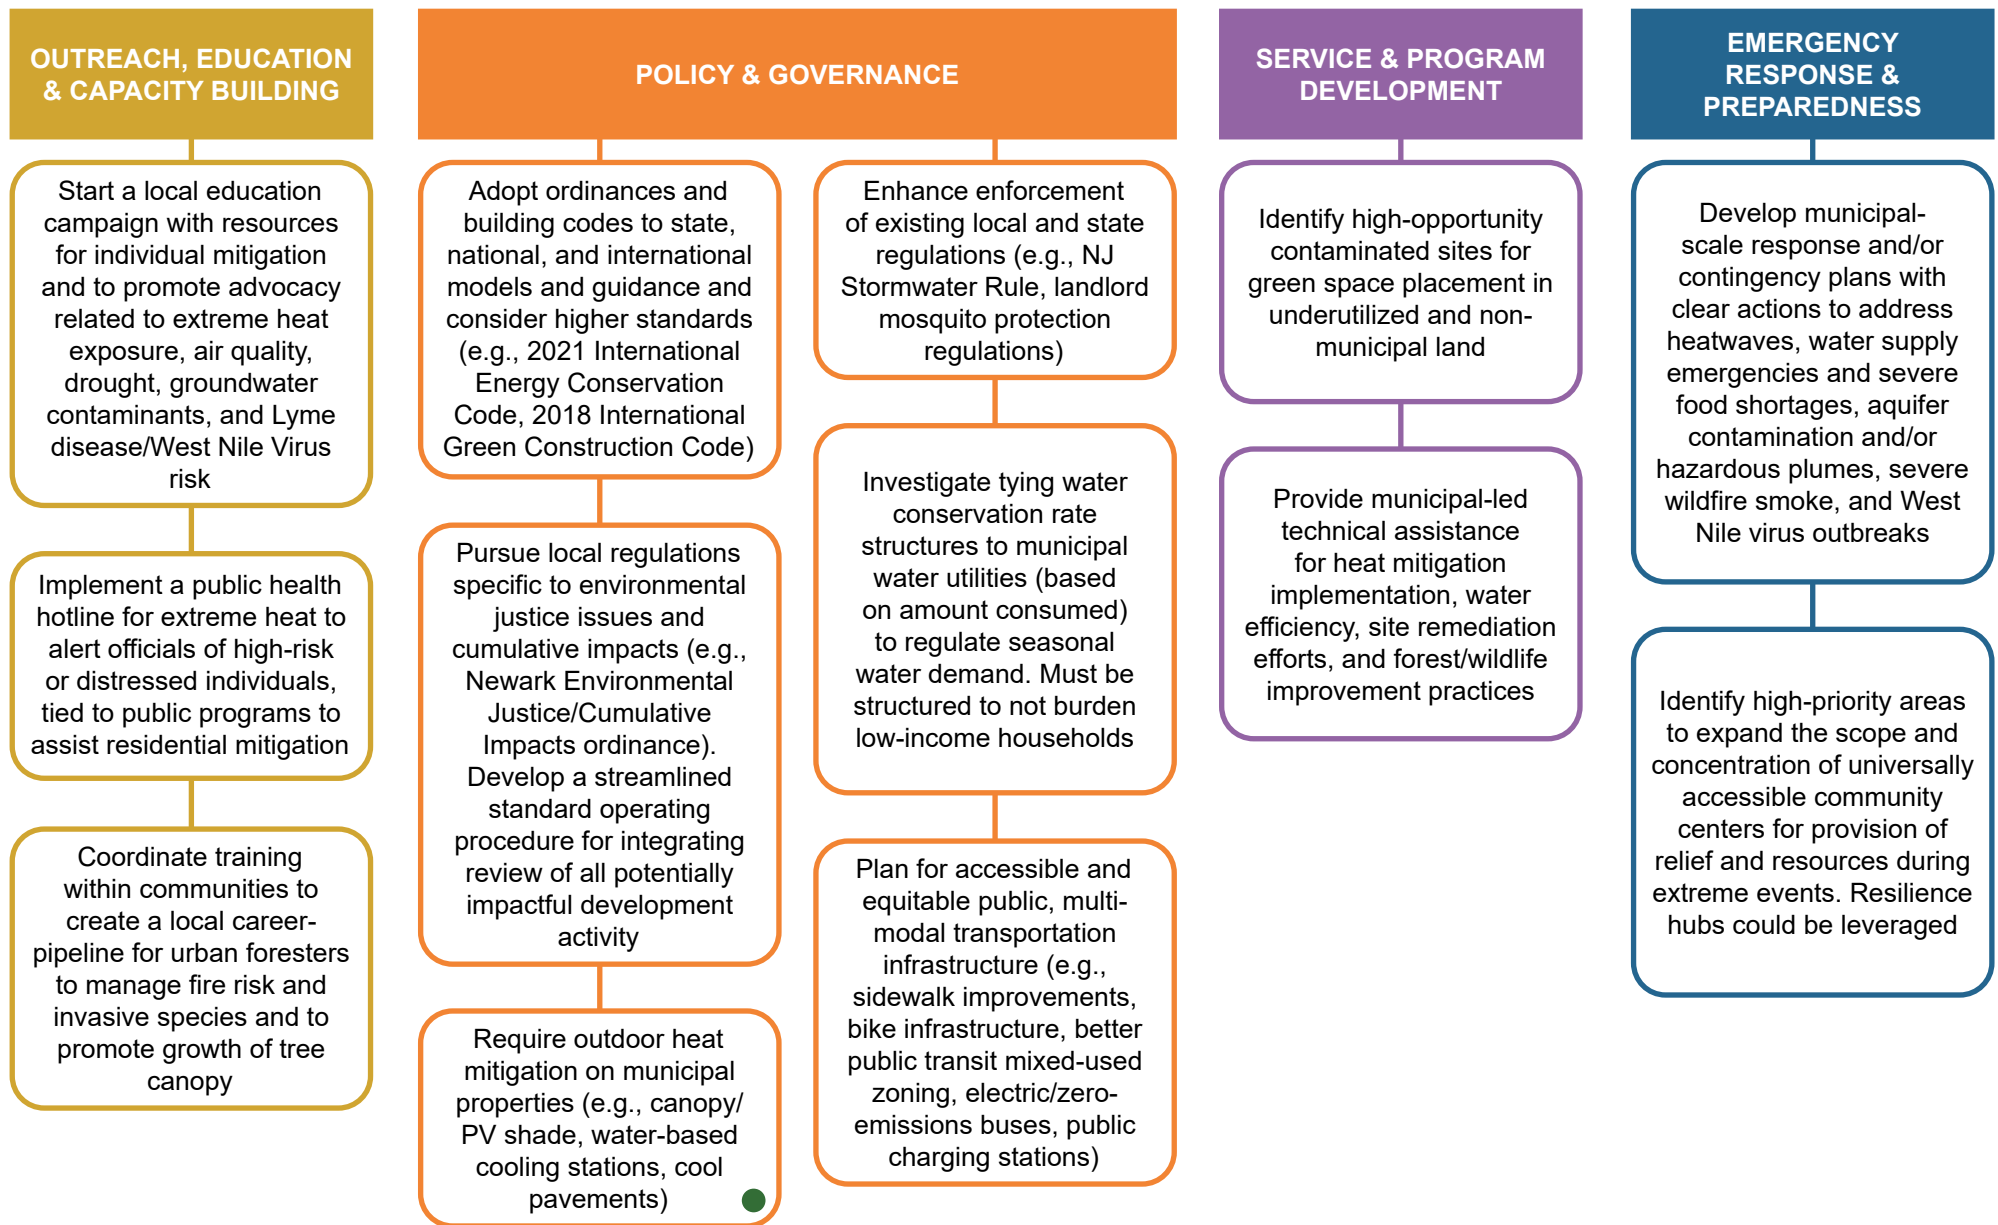 OUTREACH, EDUCATION
& CAPACITY BUILDING
Start a local education
campaign with resources
for individual mitigation
and to promote advocacy
related to extreme heat
exposure, air quality,
drought, groundwater
contaminants, and Lyme
disease/West Nile Virus
risk
Implement a public health
hotline for extreme heat to
alert officials of high-risk
or distressed individuals,
tied to public programs to
assist residential mitigation
Coordinate training
within communities to
create a local career-
pipeline for urban foresters
to manage fire risk and
invasive species and to
promote growth of tree
canopy
POLICY & GOVERNANCE
Adopt ordinances and
building codes to state,
national, and international
models and guidance and
consider higher standards
(e.g., 2021 International
Energy Conservation
Code, 2018 International
Green Construction Code)
Pursue local regulations
specific to environmental
justice issues and
cumulative impacts (e.g.,
Newark Environmental
Justice/Cumulative
Impacts ordinance).
Develop a streamlined
standard operating
procedure for integrating
review of all potentially
impactful development
activity
Require outdoor heat
mitigation on municipal
properties (e.g., canopy/
PV shade, water-based
cooling stations, cool
pavements)
Enhance enforcement
of existing local and state
regulations (e.g., NJ
Stormwater Rule, landlord
mosquito protection
regulations)
Investigate tying water
conservation rate
structures to municipal
water utilities (based
on amount consumed)
to regulate seasonal
water demand. Must be
structured to not burden
low-income households
Plan for accessible and
equitable public, multi-
modal transportation
infrastructure (e.g.,
sidewalk improvements,
bike infrastructure, better
public transit mixed-used
zoning, electric/zero-
emissions buses, public
charging stations)
SERVICE & PROGRAM
DEVELOPMENT
Identify high-opportunity
contaminated sites for
green space placement in
underutilized and non-
municipal land
Provide municipal-led
technical assistance
for heat mitigation
implementation, water
efficiency, site remediation
efforts, and forest/wildlife
improvement practices
EMERGENCY
RESPONSE &
PREPAREDNESS
Develop municipal-
scale response and/or
contingency plans with
clear actions to address
heatwaves, water supply
emergencies and severe
food shortages, aquifer
contamination and/or
hazardous plumes, severe
wildfire smoke, and West
Nile virus outbreaks
Identify high-priority areas
to expand the scope and
concentration of universally
accessible community
centers for provision of
relief and resources during
extreme events. Resilience
hubs could be leveraged